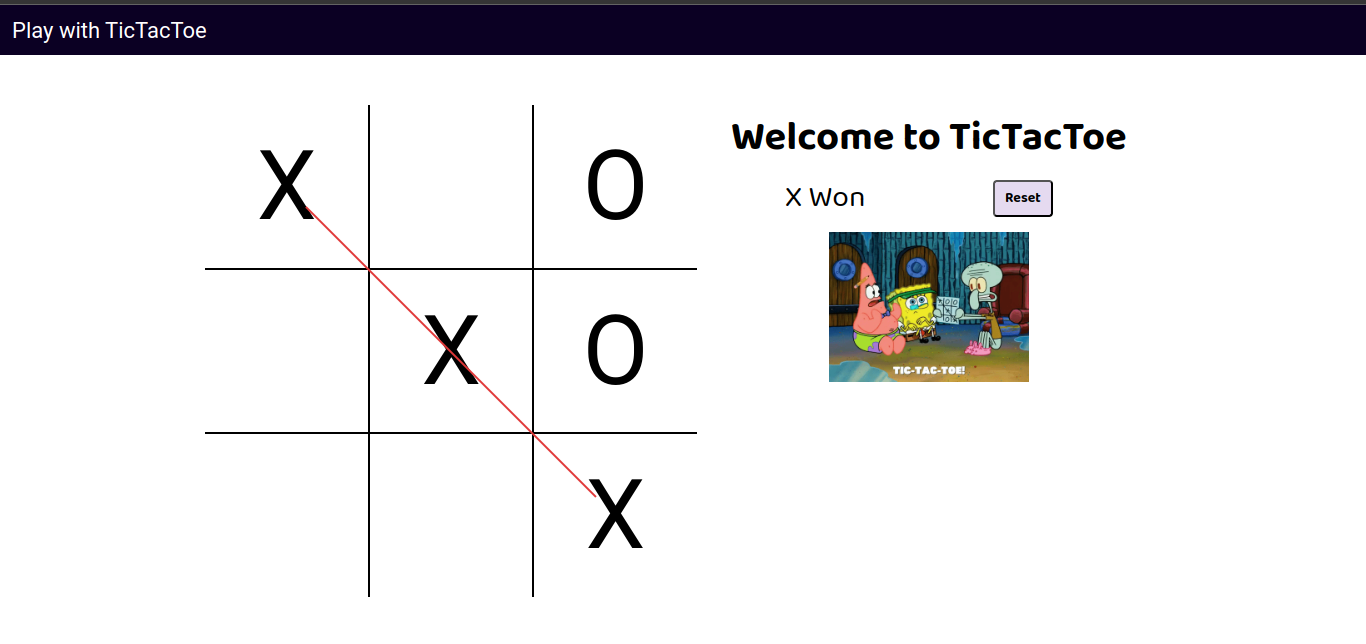 Play with TicTacToe
X O
X O
X
Welcome to TicTacToe
X Won
Reset
TIC-TAC-TOE!